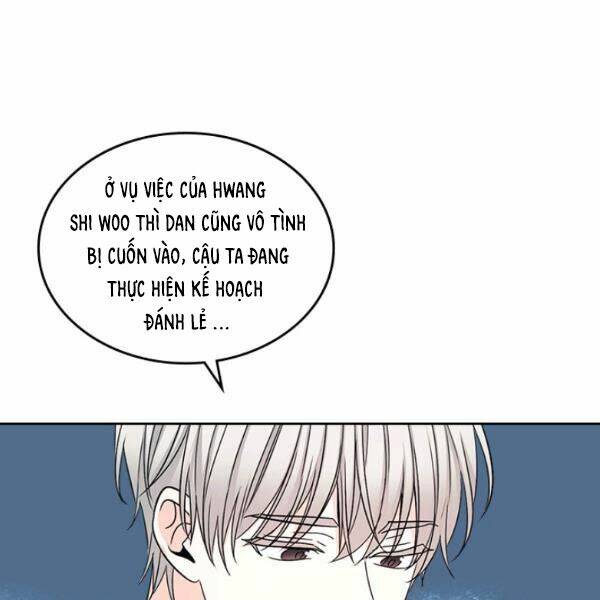 Ở VỤ VIỆC CỦA HWANG
SHI WOO THÌ DAN CŨNG VÔ TÌNH
BỊ CUỐN VÀO, CẬU TA ĐANG
THỰC HIỆN KẾ HOẠCH
ĐÁNH LẺ ...